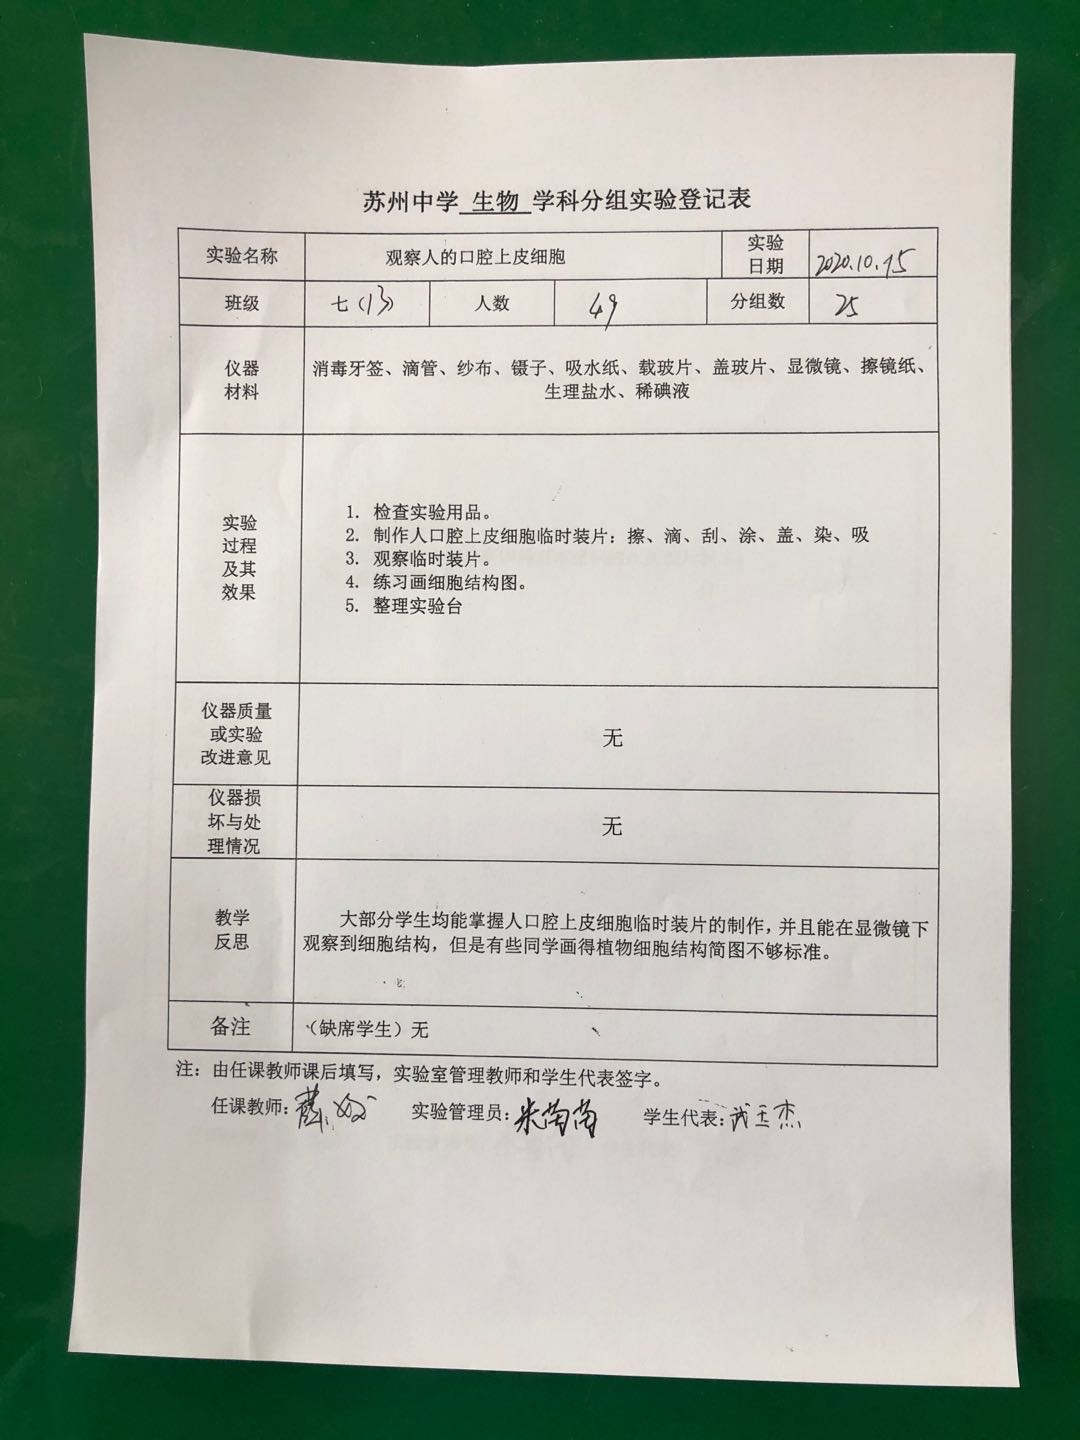 苏州中学 生物 学科分组实验登记表
实验名称 观察人的口腔上皮细胞 实验日期 2020.10.15
班级 七(13) 人数 49 分组数 25
仪器
材料
消毒牙签、滴管、纱布、镊子、吸水纸、载玻片、盖玻片、显微镜、擦镜纸、
生理盐水、稀碘液
实验
过程
及其
效果
1. 检查实验用品。
2. 制作人口腔上皮细胞临时装片：擦、滴、刮、涂、盖、染、吸
3. 观察临时装片。
4. 练习画细胞结构图。
5. 整理实验台
仪器质量
或实验
改进意见
无
仪器损
坏与处
理情况
无
教学
反思
大部分学生均能掌握人口腔上皮细胞临时装片的制作，并且能在显微镜下
观察到细胞结构，但是有些同学画得植物细胞结构简图不够标准。
备注 （缺席学生）无
注：由任课教师课后填写，实验室管理教师和学生代表签字。
任课教师： 实验管理员：朱苗苗 学生代表：武玉杰